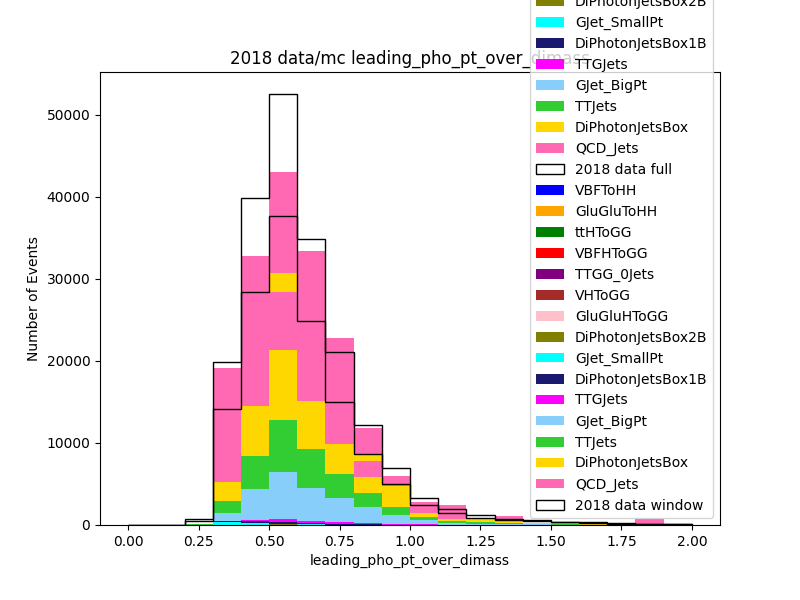 DiPhotonJetsBox2B
GJet_SmallPt
DiPhotonJetsBox1B
2018 data/mc leading_pho_pt_over_dimass
TTGJets
GJet_BigPt
TTJets
DiPhotonJetsBox
QCD_Jets
2018 data full
VBFToHH
GluGluToHH
ttHToGG
VBFHToGG
TTGG_0Jets
VHToGG
GluGluHToGG
DiPhotonJetsBox2B
GJet_SmallPt
DiPhotonJetsBox1B
TTGJets
GJet_BigPt
TTJets
DiPhotonJetsBox
QCD_Jets
2018 data window
Number of Events
50000
40000
30000
20000
10000
0
0.00 0.25 0.50 0.75 1.00 1.25 1.50 1.75 2.00
leading_pho_pt_over_dimass